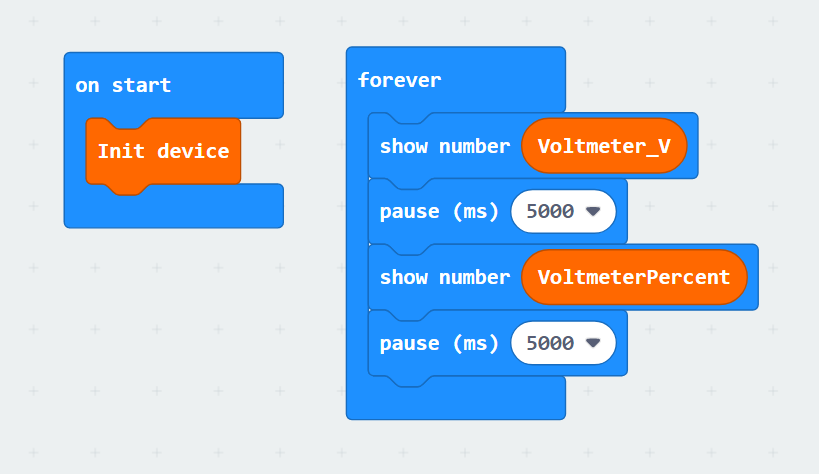 on start
Init device
forever
show number Voltmeter_V
pause (ms) 5000
show number VoltmeterPercent
pause (ms) 5000